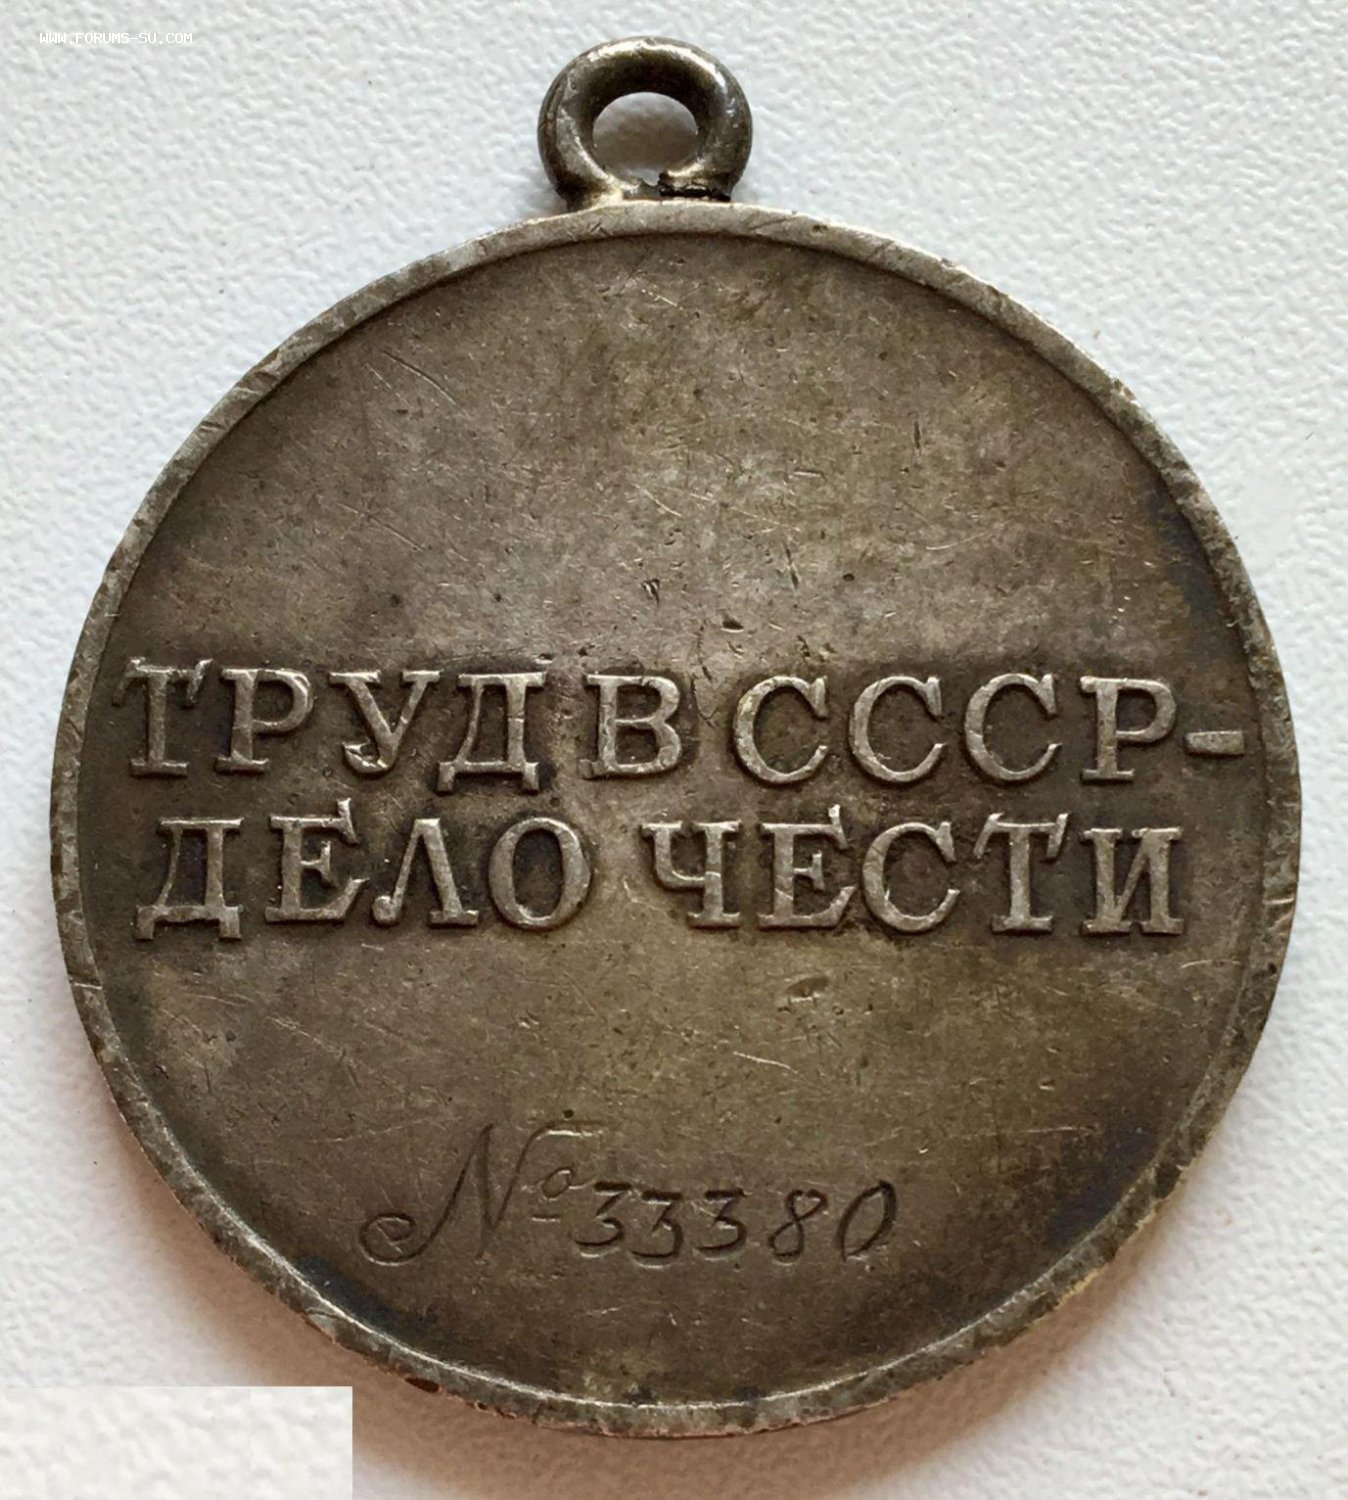 WWW.FORUMS-SU.COM
ТРУД В СССР-
ДЕЛО ЧЕСТИ
№ 33380